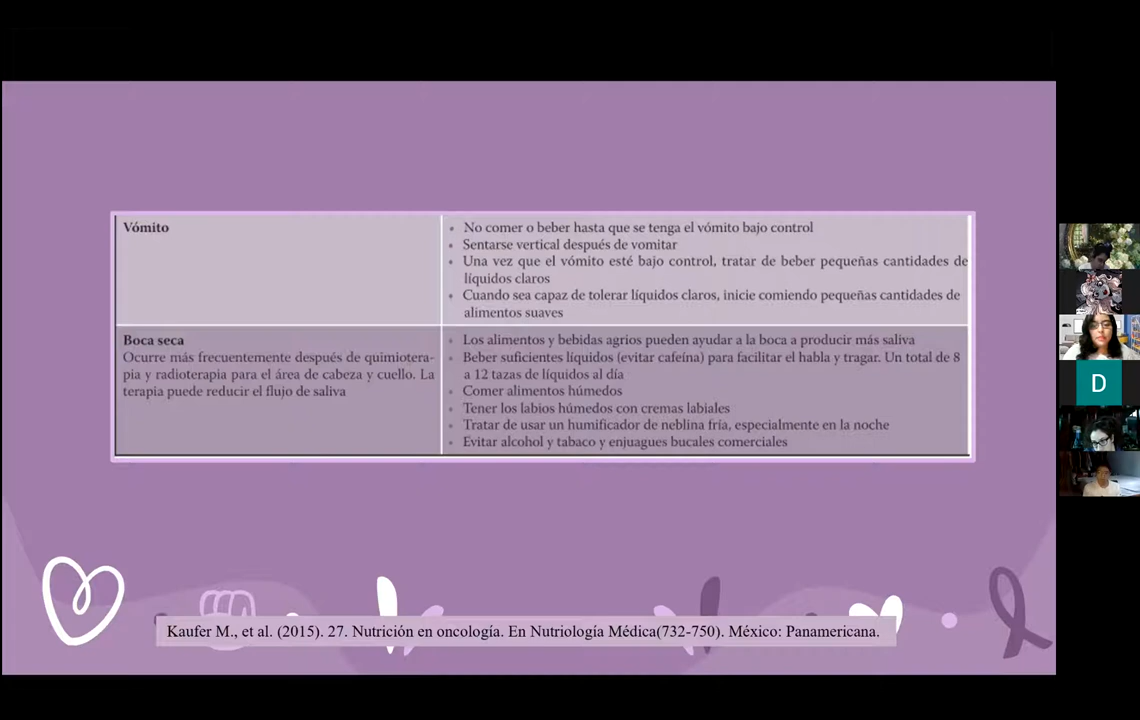 Vómito
• No comer o beber hasta que se tenga el vómito bajo control
• Sentarse vertical después de vomitar
• Una vez que el vómito esté bajo control, tratar de beber pequeñas cantidades de
líquidos claros
• Cuando sea capaz de tolerar líquidos claros, inicie comiendo pequeñas cantidades de
alimentos suaves
Boca seca
Ocurre más frecuentemente después de quimiotera-
pia y radioterapia para el área de cabeza y cuello. La
terapia puede reducir el flujo de saliva
• Los alimentos y bebidas agrios pueden ayudar a la boca a producir más saliva
• Beber suficientes líquidos (evitar cafeína) para facilitar el habla y tragar. Un total de 8
a 12 tazas de líquidos al día
• Comer alimentos húmedos
• Tener los labios húmedos con cremas labiales
• Tratar de usar un humificador de neblina fría, especialmente en la noche
• Evitar alcohol y tabaco y enjuagues bucales comerciales
Kaufer M., et al. (2015). 27. Nutrición en oncología. En Nutriología Médica(732-750). México: Panamericana.
D